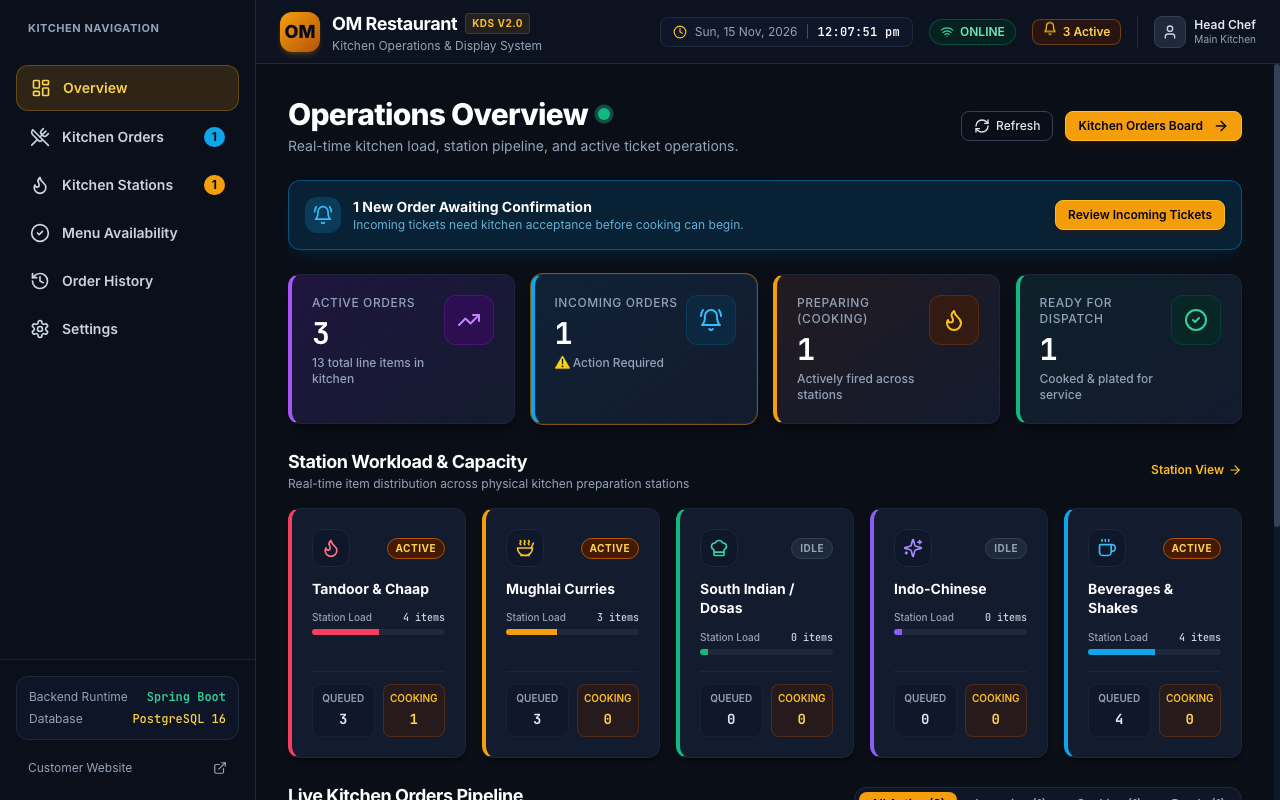 KITCHEN NAVIGATION
Overview
Kitchen Orders 1
Kitchen Stations 1
Menu Availability
Order History
Settings
Backend Runtime Spring Boot
Database PostgreSQL 16
Customer Website
OM
OM Restaurant KDS V2.0
Kitchen Operations & Display System
Sun, 15 Nov, 2026 12:07:51 pm
ONLINE
3 Active
Head Chef
Main Kitchen
Operations Overview
Real-time kitchen load, station pipeline, and active ticket operations.
Refresh
Kitchen Orders Board
1 New Order Awaiting Confirmation
Incoming tickets need kitchen acceptance before cooking can begin.
Review Incoming Tickets
ACTIVE ORDERS
3
13 total line items in
kitchen
INCOMING ORDERS
1
⚠️ Action Required
PREPARING
(COOKING)
1
Actively fired across
stations
READY FOR
DISPATCH
1
Cooked & plated for
service
Station Workload & Capacity
Real-time item distribution across physical kitchen preparation stations
Station View
ACTIVE
Tandoor & Chaap
Station Load 4 items
QUEUED COOKING
3 1
ACTIVE
Mughlai Curries
Station Load 3 items
QUEUED COOKING
3 0
IDLE
South Indian /
Dosas
Station Load 0 items
QUEUED COOKING
0 0
IDLE
Indo-Chinese
Station Load 0 items
QUEUED COOKING
0 0
ACTIVE
Beverages &
Shakes
Station Load 4 items
QUEUED COOKING
4 0
Live Kitchen Orders Pipeline